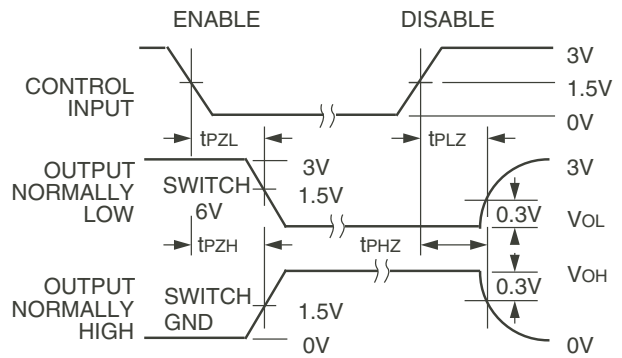 ENABLE DISABLE
CONTROL
INPUT
3V
1.5V
0V
tPZL tPLZ
OUTPUT
NORMALLY
LOW
SWITCH
6V
3V
1.5V
3V
0.3V
VOL
tPZH tPHZ
OUTPUT
NORMALLY
HIGH
SWITCH
GND
1.5V
0V
VOH
0.3V
0V